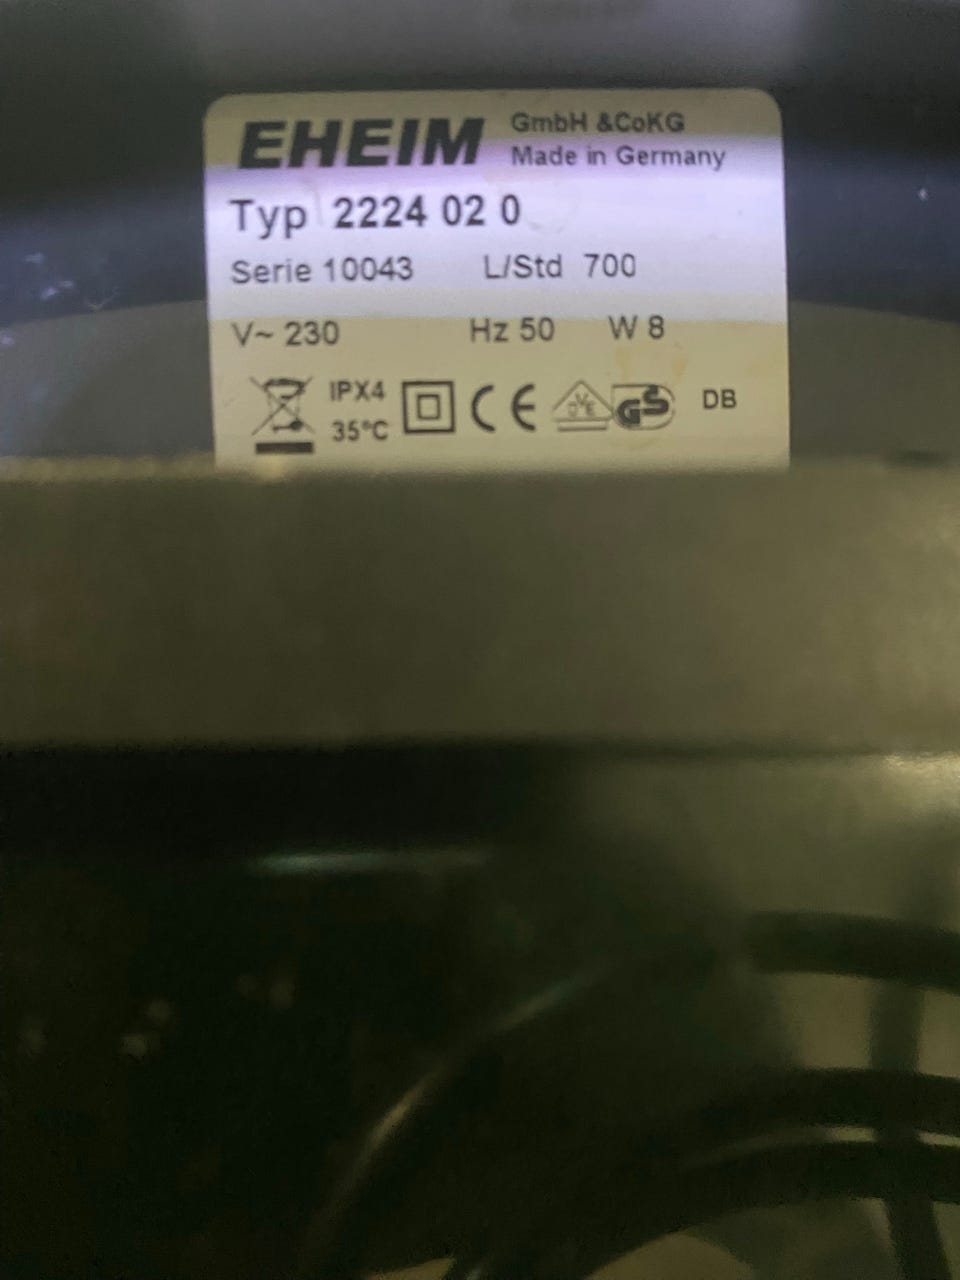 EHEIM GmbH &CoKG
Made in Germany
Typ 2224 02 0
Serie 10043 L/Std 700
V~ 230 Hz 50 W 8
IPX4
35°C CE VDE GS DB